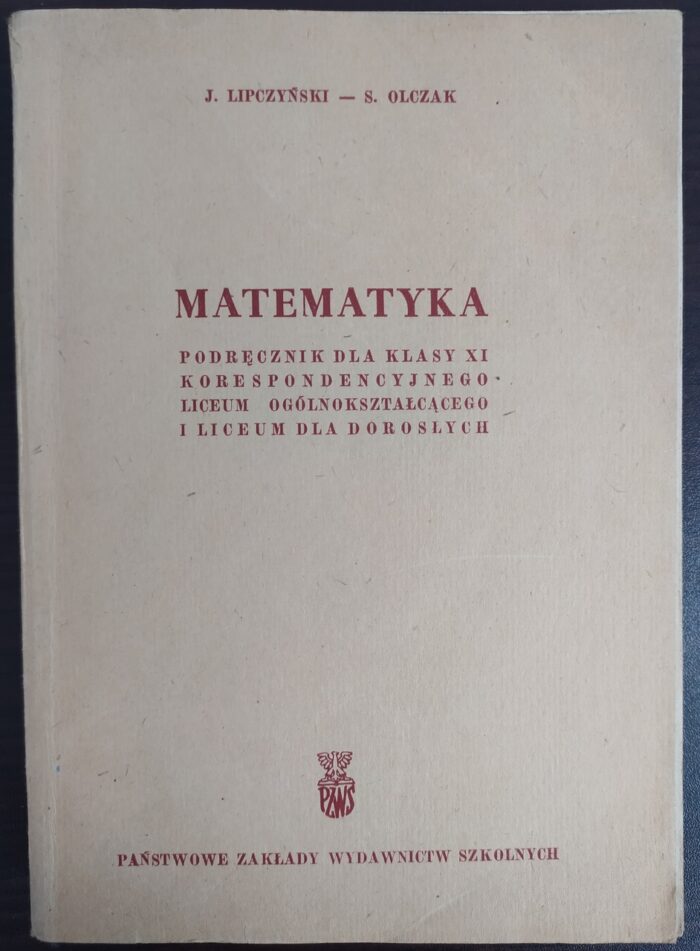 J. LIPCZYŃSKI — S. OLCZAK
MATEMATYKA
PODRĘCZNIK DLA KLASY XI
KORESPONDENCYJNEGO
LICEUM OGÓLNOKSZTAŁCĄCEGO
I LICEUM DLA DOROSŁYCH
PZWS
PAŃSTWOWE ZAKŁADY WYDAWNICTW SZKOLNYCH